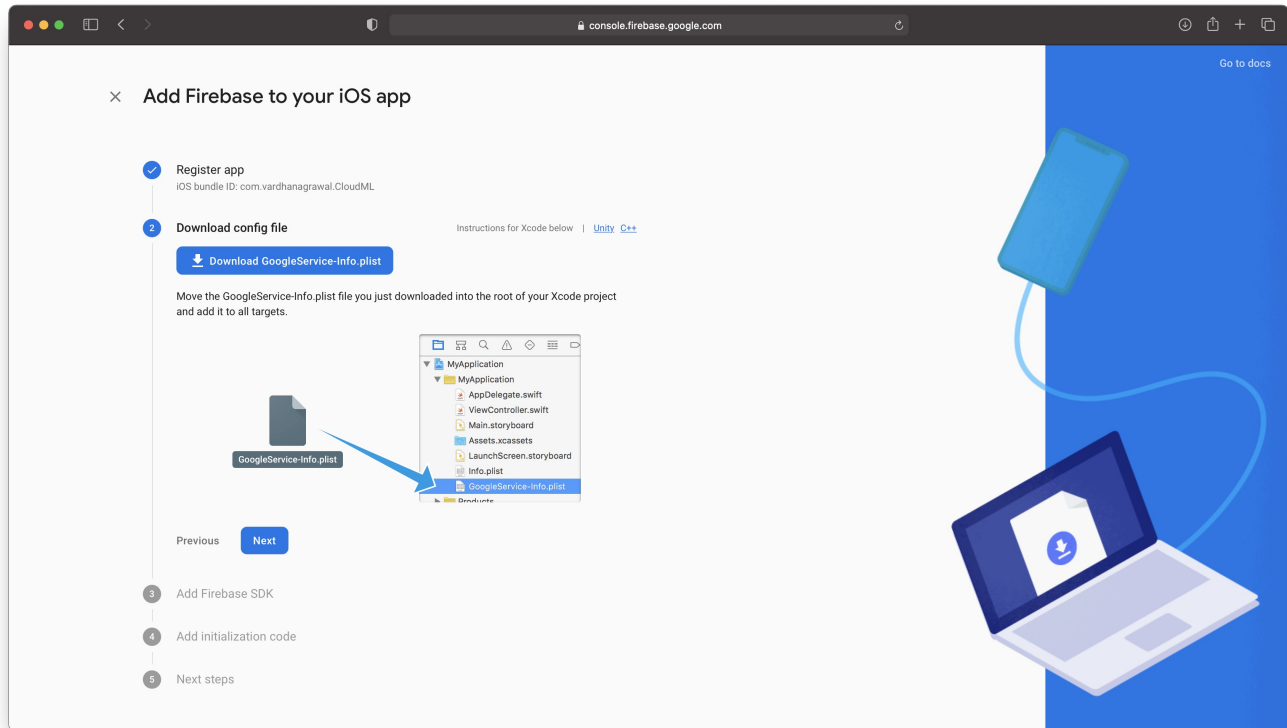 console.firebase.google.com
Go to docs
Add Firebase to your iOS app
Register app
iOS bundle ID: com.vardhanagrawal.CloudML
2 Download config file
Instructions for Xcode below | Unity C++
Download GoogleService-Info.plist
Move the GoogleService-Info.plist file you just downloaded into the root of your Xcode project
and add it to all targets.
MyApplication
MyApplication
AppDelegate.swift
ViewController.swift
Main.storyboard
Assets.xcassets
LaunchScreen.storyboard
Info.plist
GoogleService-Info.plist
Products
GoogleService-Info.plist
Previous Next
3 Add Firebase SDK
4 Add initialization code
5 Next steps